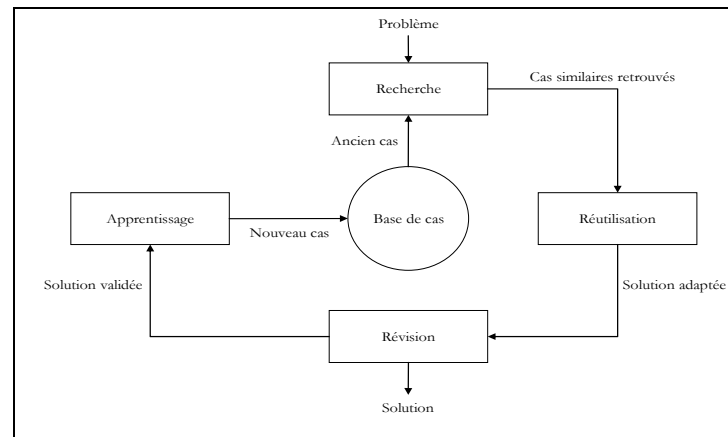 Problème
Recherche
Cas similaires retrouvés
Ancien cas
Apprentissage
Nouveau cas
Base de cas
Réutilisation
Solution validée
Solution adaptée
Révision
Solution